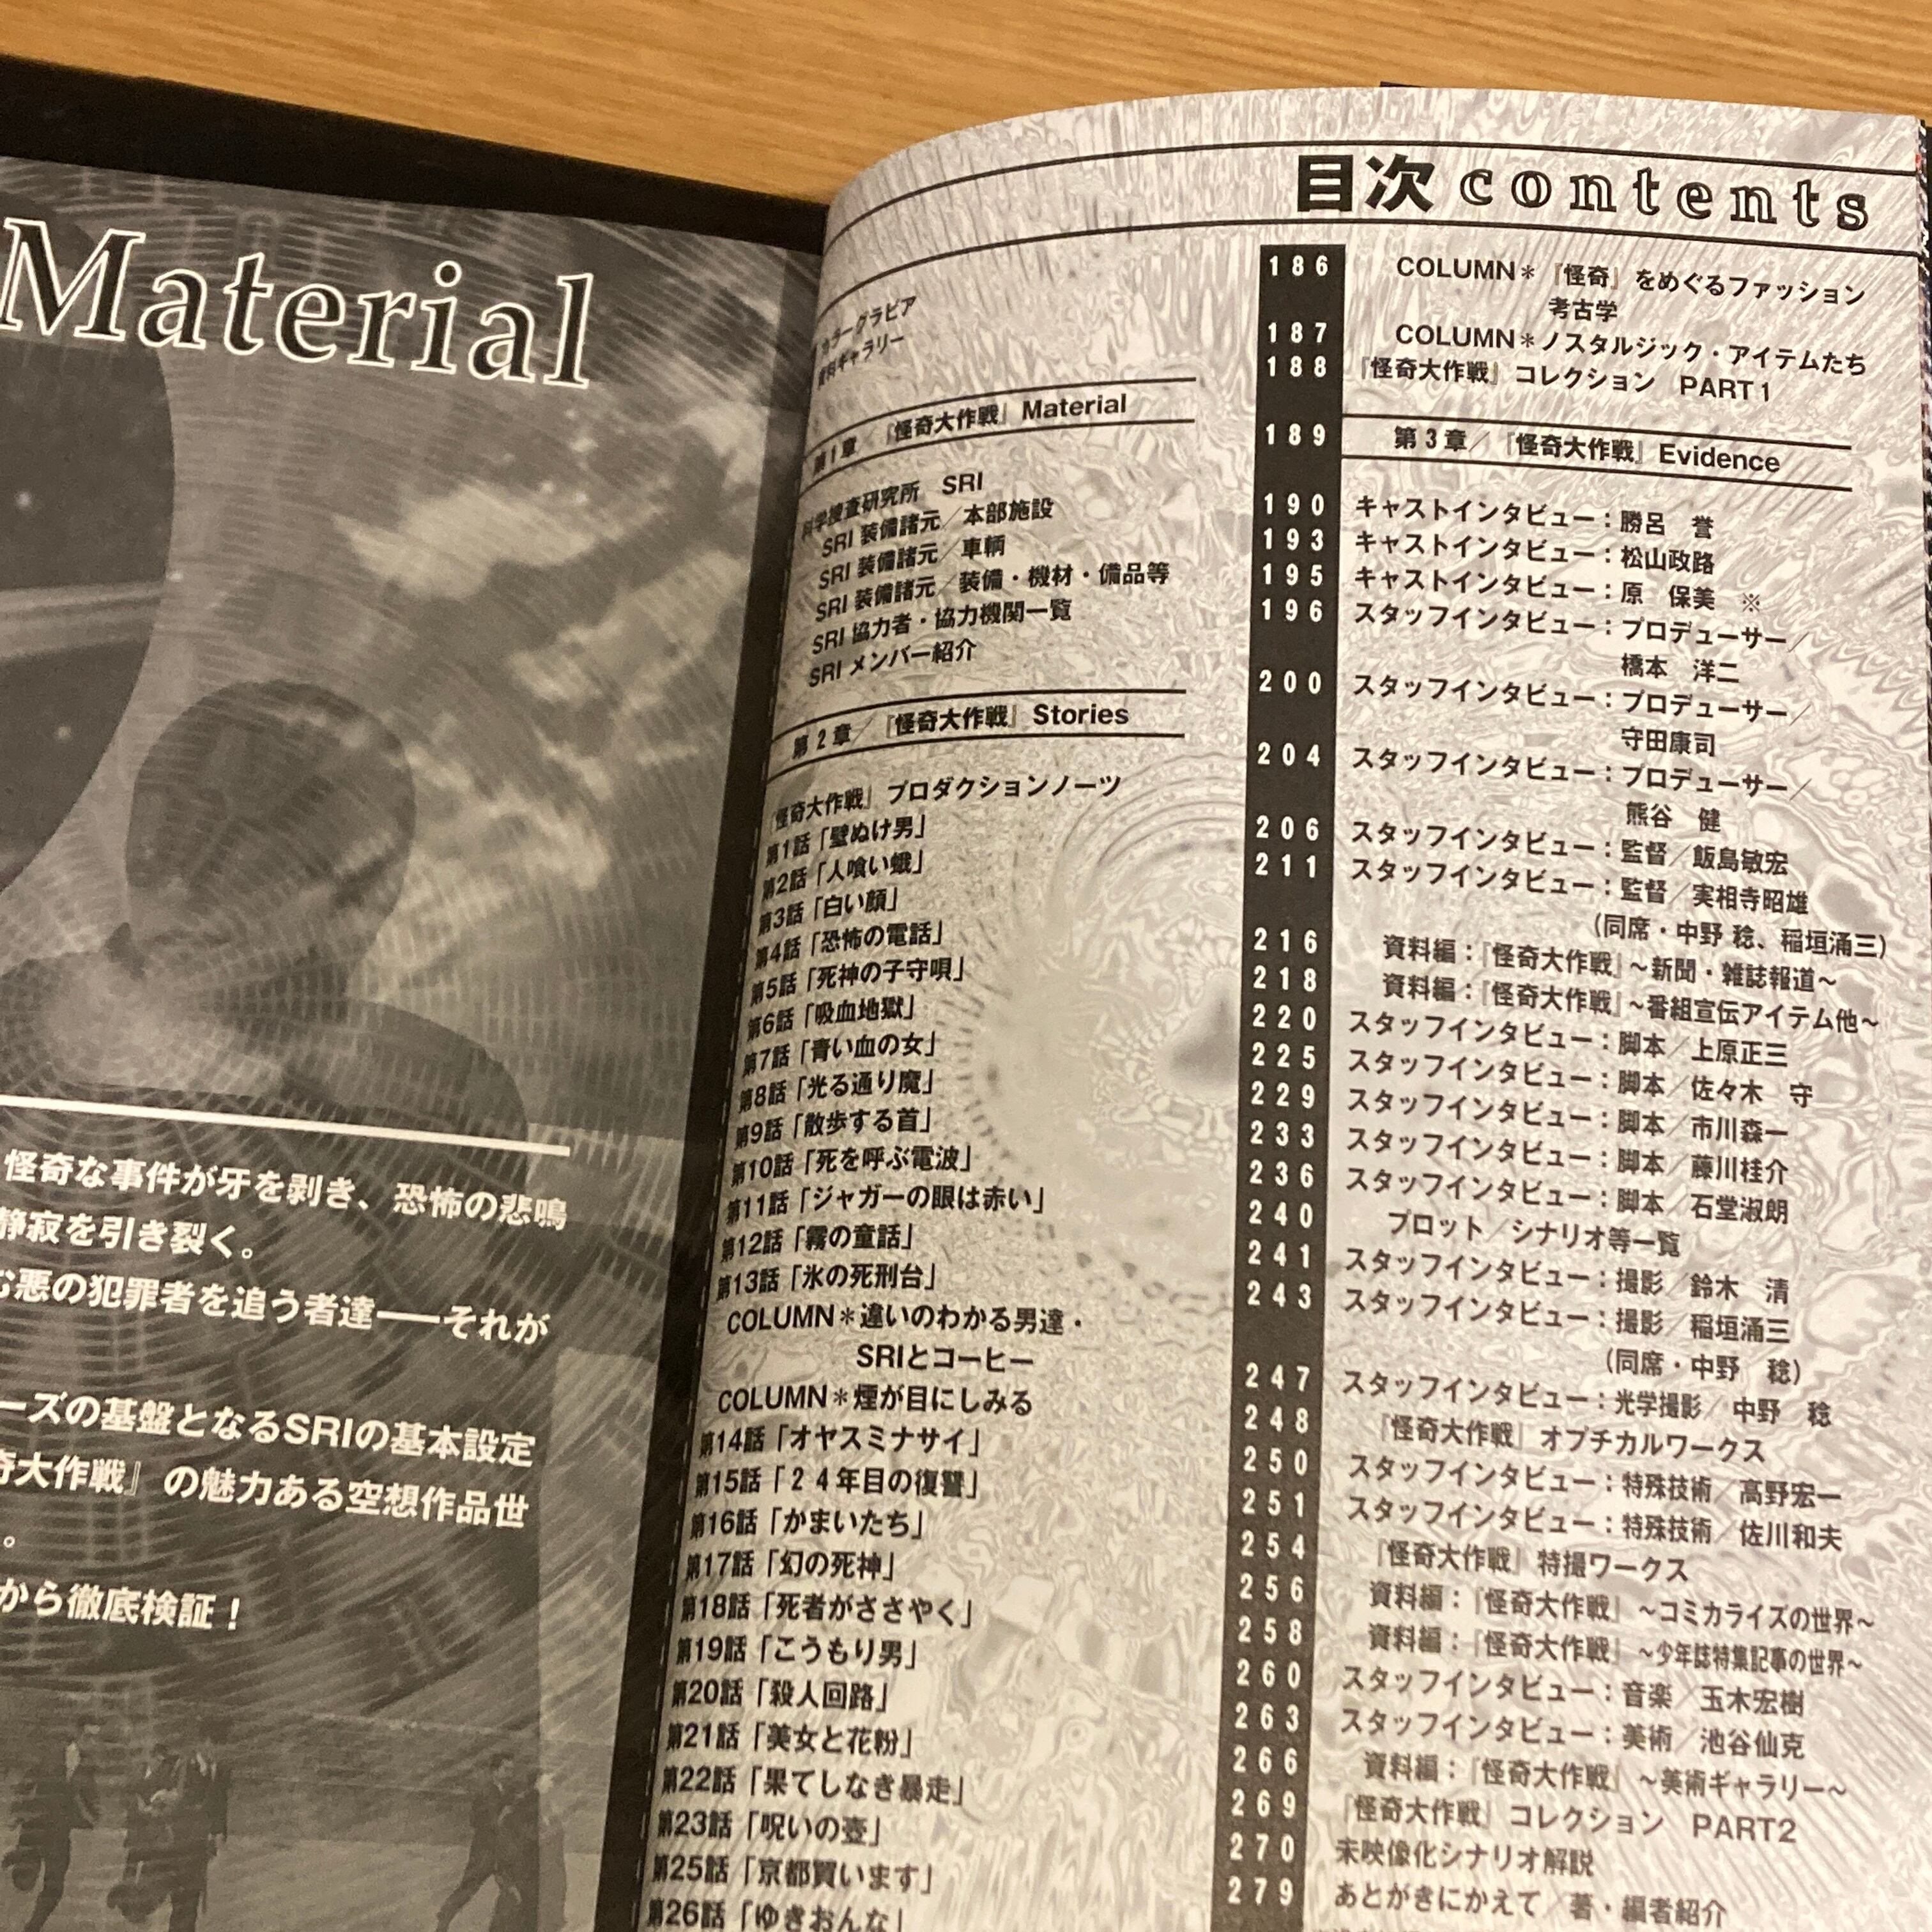 Material
怪奇な事件が牙を剥き、恐怖の悲鳴
静寂を引き裂く。
悪の犯罪者を追う者達――それが
ーズの基盤となるSRIの基本設定
奇大作戦』の魅力ある空想作品世
。
から徹底検証！
目次 contents
カラーグラビア
資料ギャラリー
第1章／『怪奇大作戦』Material
科学捜査研究所　SRI
SRI 装備諸元／本部施設
SRI 装備諸元／車輌
SRI 装備諸元／装備・機材・備品等
SRI 協力者・協力機関一覧
SRI メンバー紹介
第2章／『怪奇大作戦』Stories
『怪奇大作戦』プロダクションノーツ
第1話「壁ぬけ男」
第2話「人喰い蛾」
第3話「白い顔」
第4話「恐怖の電話」
第5話「死神の子守唄」
第6話「吸血地獄」
第7話「青い血の女」
第8話「光る通り魔」
第9話「散歩する首」
第10話「死を呼ぶ電波」
第11話「ジャガーの眼は赤い」
第12話「霧の童話」
第13話「氷の死刑台」
COLUMN＊違いのわかる男達・
SRIとコーヒー
COLUMN＊煙が目にしみる
第14話「オヤスミナサイ」
第15話「２４年目の復讐」
第16話「かまいたち」
第17話「幻の死神」
第18話「死者がささやく」
第19話「こうもり男」
第20話「殺人回路」
第21話「美女と花粉」
第22話「果てしなき暴走」
第23話「呪いの壺」
第25話「京都買います」
第26話「ゆきおんな」
186 COLUMN＊『怪奇』をめぐるファッション
考古学
187 COLUMN＊ノスタルジック・アイテムたち
188 『怪奇大作戦』コレクション　PART1
189 第3章／『怪奇大作戦』Evidence
190 キャストインタビュー：勝呂　誉
193 キャストインタビュー：松山政路
195 キャストインタビュー：原　保美　※
196 スタッフインタビュー：プロデューサー／
橋本　洋二
200 スタッフインタビュー：プロデューサー／
守田康司
204 スタッフインタビュー：プロデューサー／
熊谷　健
206 スタッフインタビュー：監督／飯島敏宏
211 スタッフインタビュー：監督／実相寺昭雄
（同席・中野 稔、稲垣涌三）
216 資料編：『怪奇大作戦』～新聞・雑誌報道～
218 資料編：『怪奇大作戦』～番組宣伝アイテム他～
220 スタッフインタビュー：脚本／上原正三
225 スタッフインタビュー：脚本／佐々木　守
229 スタッフインタビュー：脚本／市川森一
233 スタッフインタビュー：脚本／藤川桂介
236 スタッフインタビュー：脚本／石堂淑朗
240 プロット／シナリオ等一覧
241 スタッフインタビュー：撮影／鈴木　清
243 スタッフインタビュー：撮影／稲垣涌三
（同席・中野　稔）
247 スタッフインタビュー：光学撮影／中野　稔
248 『怪奇大作戦』オプチカルワークス
250 スタッフインタビュー：特殊技術／高野宏一
251 スタッフインタビュー：特殊技術／佐川和夫
254 『怪奇大作戦』特撮ワークス
256 資料編：『怪奇大作戦』～コミカライズの世界～
258 資料編：『怪奇大作戦』～少年誌特集記事の世界～
260 スタッフインタビュー：音楽／玉木宏樹
263 スタッフインタビュー：美術／池谷仙克
266 資料編：『怪奇大作戦』～美術ギャラリー～
269 『怪奇大作戦』コレクション　PART2
270 未映像化シナリオ解説
279 あとがきにかえて／著・編者紹介